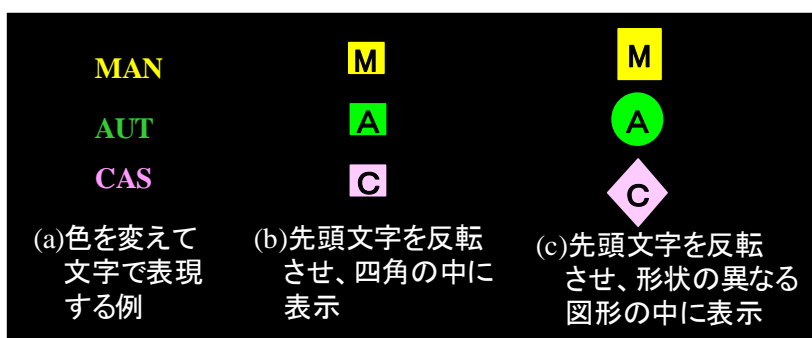 MAN
AUT
CAS
(a)色を変えて
文字で表現
する例
M
A
C
(b)先頭文字を反転
させ、四角の中に
表示
M
A
C
(c)先頭文字を反転
させ、形状の異なる
図形の中に表示